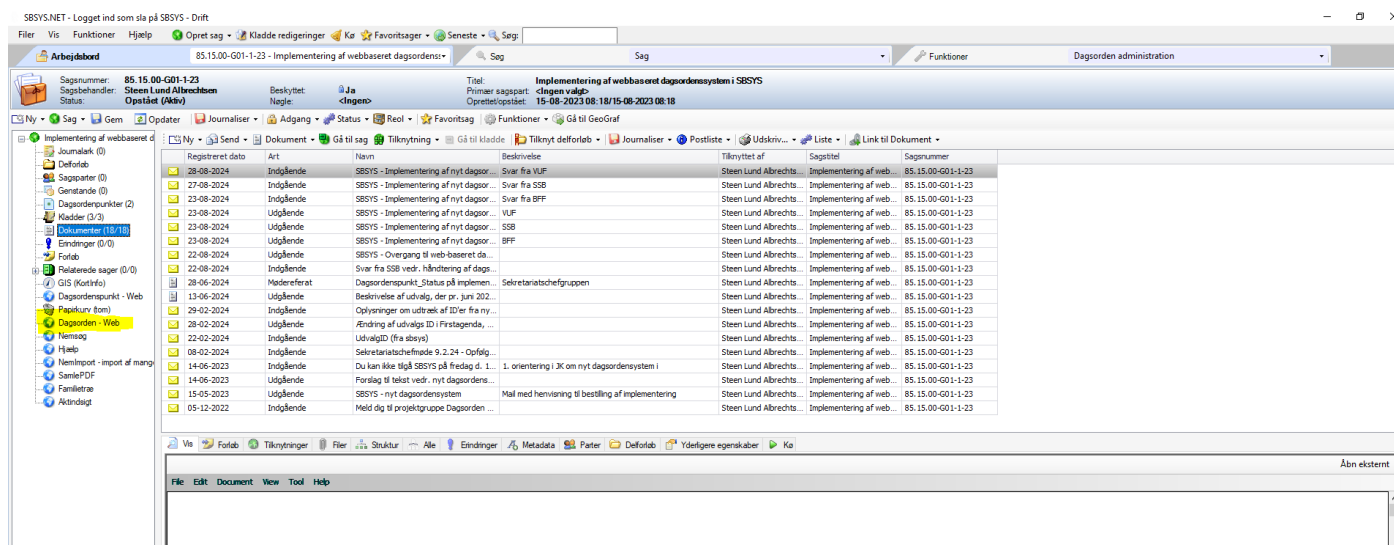 SBSYS.NET - Logget ind som sla på SBSYS - Drift
Filer Vis Funktioner Hjælp Opret sag Kladde redigeringer Kø Favoritsager Seneste Søg:
Arbejdsbord 85.15.00-G01-1-23 - Implementering af webbaseret dagsordenss Søg Sag Funktioner Dagsorden administration
Sagsnummer: 85.15.00-G01-1-23 Titel: Implementering af webbaseret dagsordenssystem i SBSYS
Sagsbehandler: Steen Lund Albrechtsen Beskyttet: Ja Primær sagspart: <Ingen valgt>
Status: Opstået (Aktiv) Nøgle: <Ingen> Oprettet/opstået: 15-08-2023 08:18/15-08-2023 08:18
Ny Sag Gem Opdater Journaliser Adgang Status Reol Favoritsag Funktioner Gå til GeoGraf
Implementering af webbaseret d
Journalark (0)
Delforløb
Sagsparter (0)
Genstande (0)
Dagsordenpunkter (2)
Kladder (3/3)
Dokumenter (18/18)
Erindringer (0/0)
Forløb
Relaterede sager (0/0)
GIS (KortInfo)
Dagsordenspunkt - Web
Papirkurv (tom)
Dagsorden - Web
Nemsøg
Hjælp
NemImport - import af mange
SamlePDF
Familietræ
Aktindsigt
Ny Send Dokument Gå til sag Tilknytning Gå til kladde Tilknyt delforløb Journaliser Postliste Udskriv... Liste Link til Dokument
Registreret dato Art Navn Beskrivelse Tilknyttet af Sagstitel Sagsnummer
28-08-2024 Indgående SBSYS - Implementering af nyt dagsor... Svar fra VUF Steen Lund Albrechts... Implementering af web... 85.15.00-G01-1-23
27-08-2024 Indgående SBSYS - Implementering af nyt dagsor... Svar fra SSB Steen Lund Albrechts... Implementering af web... 85.15.00-G01-1-23
23-08-2024 Indgående SBSYS - Implementering af nyt dagsor... Svar fra BFF Steen Lund Albrechts... Implementering af web... 85.15.00-G01-1-23
23-08-2024 Udgående SBSYS - Implementering af nyt dagsor... VUF Steen Lund Albrechts... Implementering af web... 85.15.00-G01-1-23
23-08-2024 Udgående SBSYS - Implementering af nyt dagsor... SSB Steen Lund Albrechts... Implementering af web... 85.15.00-G01-1-23
23-08-2024 Udgående SBSYS - Implementering af nyt dagsor... BFF Steen Lund Albrechts... Implementering af web... 85.15.00-G01-1-23
22-08-2024 Udgående SBSYS - Overgang til web-baseret da... Steen Lund Albrechts... Implementering af web... 85.15.00-G01-1-23
22-08-2024 Indgående Svar fra SSB vedr. håndtering af dags... Steen Lund Albrechts... Implementering af web... 85.15.00-G01-1-23
28-06-2024 Mødereferat Dagsordenspunkt_Status på implemen... Sekretariatschefgruppen Steen Lund Albrechts... Implementering af web... 85.15.00-G01-1-23
13-06-2024 Udgående Beskrivelse af udvalg, der pr. juni 202... Steen Lund Albrechts... Implementering af web... 85.15.00-G01-1-23
29-02-2024 Indgående Oplysninger om udtræk af ID'er fra ny... Steen Lund Albrechts... Implementering af web... 85.15.00-G01-1-23
28-02-2024 Udgående Ændring af udvalgs ID i Firstagenda, ... Steen Lund Albrechts... Implementering af web... 85.15.00-G01-1-23
22-02-2024 Indgående UdvalgID (fra sbsys) Steen Lund Albrechts... Implementering af web... 85.15.00-G01-1-23
08-02-2024 Indgående Sekretariatschefmøde 9.2.24 - Opfølg... Steen Lund Albrechts... Implementering af web... 85.15.00-G01-1-23
14-06-2023 Indgående Du kan ikke tilgå SBSYS på fredag d. 1... 1. orientering i JK om nyt dagsordensystem i Steen Lund Albrechts... Implementering af web... 85.15.00-G01-1-23
14-06-2023 Udgående Forslag til tekst vedr. nyt dagsordens... Steen Lund Albrechts... Implementering af web... 85.15.00-G01-1-23
15-05-2023 Udgående SBSYS - nyt dagsordensystem Mail med henvisning til bestilling af implementering Steen Lund Albrechts... Implementering af web... 85.15.00-G01-1-23
05-12-2022 Indgående Meld dig til projektgruppe Dagsorden ... Steen Lund Albrechts... Implementering af web... 85.15.00-G01-1-23
Vis Forløb Tilknytninger Filer Struktur Alle Erindringer Metadata Parter Delforløb Yderligere egenskaber Kø
Åbn eksternt
File Edit Document View Tool Help